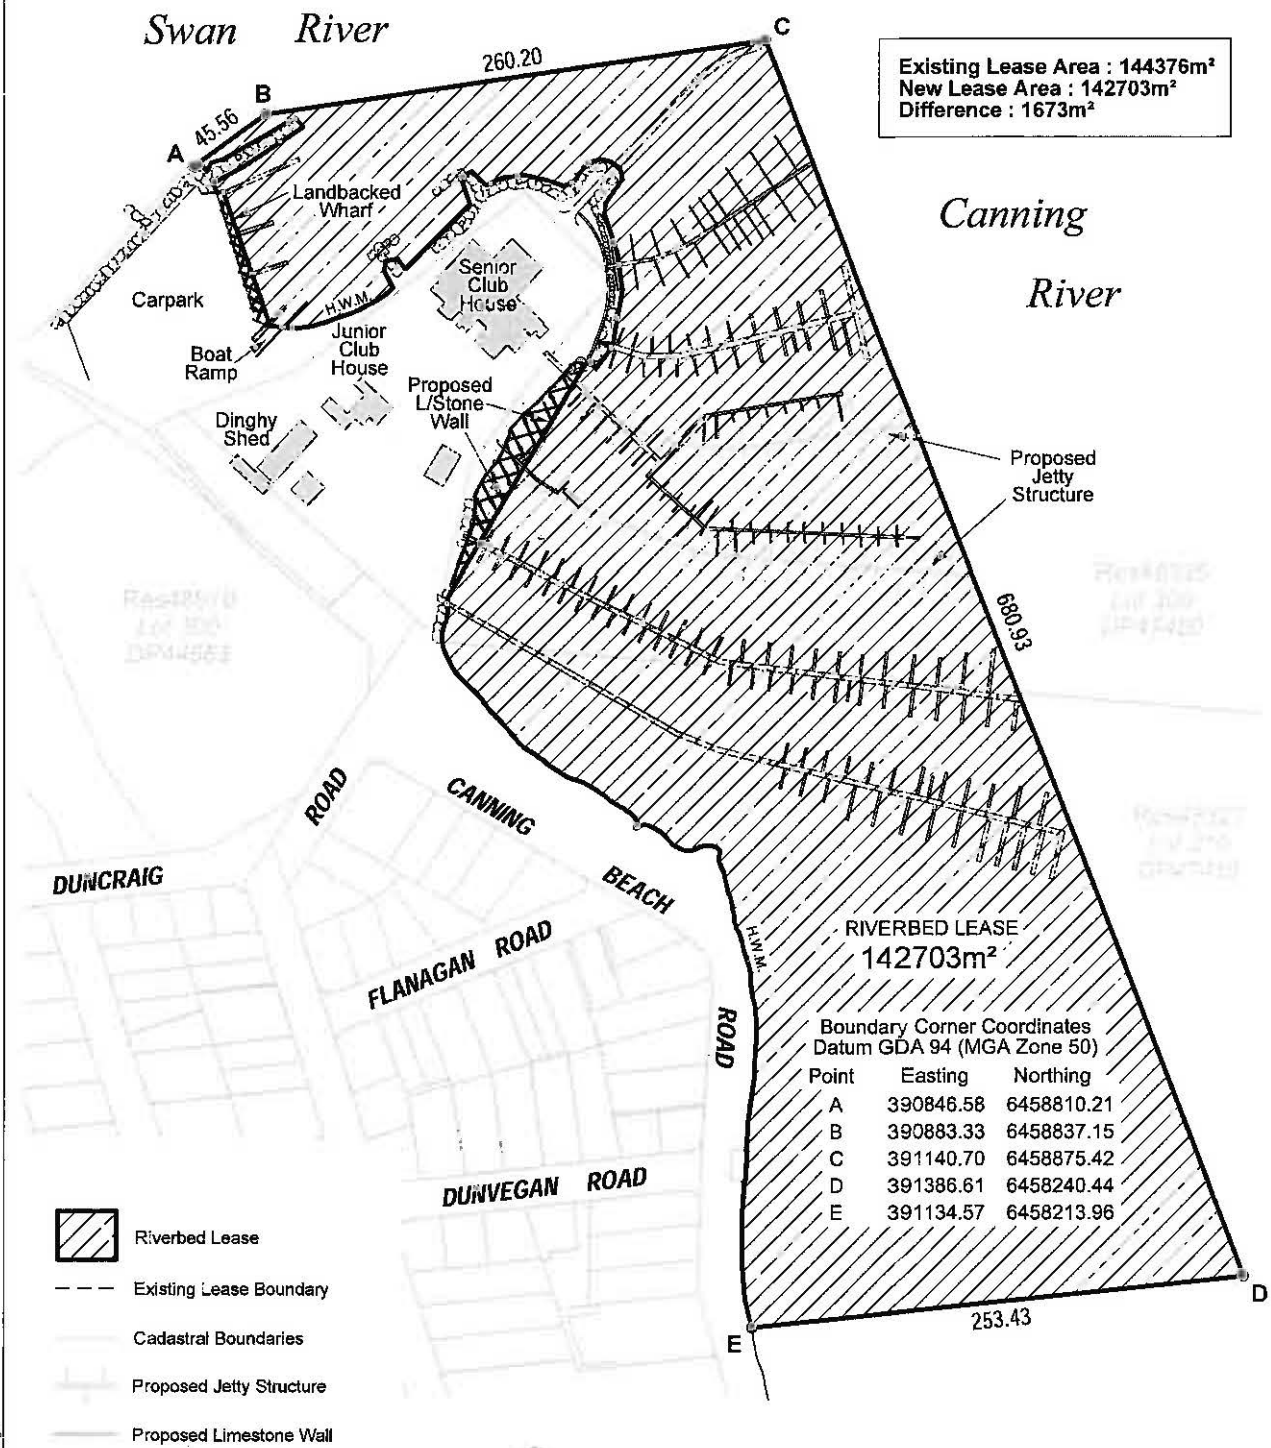 Swan River
C
260.20
Existing Lease Area : 144376m²
New Lease Area : 142703m²
Difference : 1673m²
B
45.56
A
Landbacked
Wharf
Canning
River
Senior
Club
House
Carpark
H.W.M.
Junior
Club
House
Boat
Ramp
Proposed
L/Stone
Wall
Dinghy
Shed
Proposed
Jetty
Structure
680.93
ROAD
CANNING
BEACH
ROAD
DUNCRAIG
FLANAGAN ROAD
H.W.M.
RIVERBED LEASE
142703m²
Boundary Corner Coordinates
Datum GDA 94 (MGA Zone 50)
Point Easting Northing
A 390846.58 6458810.21
B 390883.33 6458837.15
C 391140.70 6458875.42
D 391386.61 6458240.44
E 391134.57 6458213.96
DUNVEGAN ROAD
D
253.43
E
Riverbed Lease
Existing Lease Boundary
Cadastral Boundaries
Proposed Jetty Structure
Proposed Limestone Wall